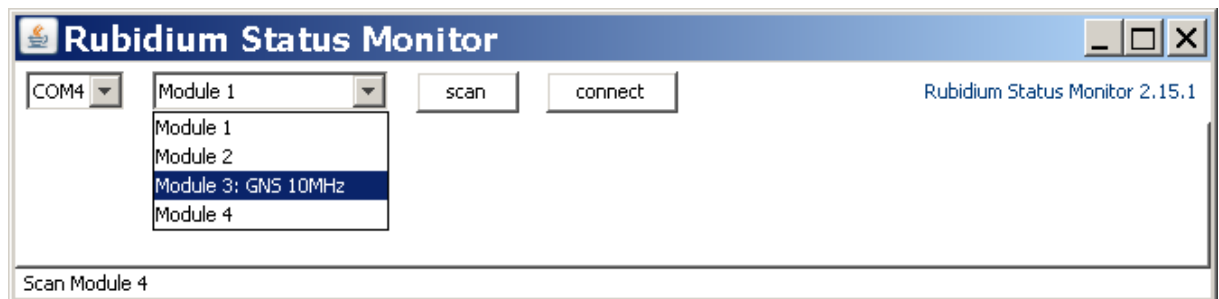 Rubidium Status Monitor
COM4 Module 1 scan connect Rubidium Status Monitor 2.15.1
Module 1
Module 2
Module 3: GNS 10MHz
Module 4
Scan Module 4